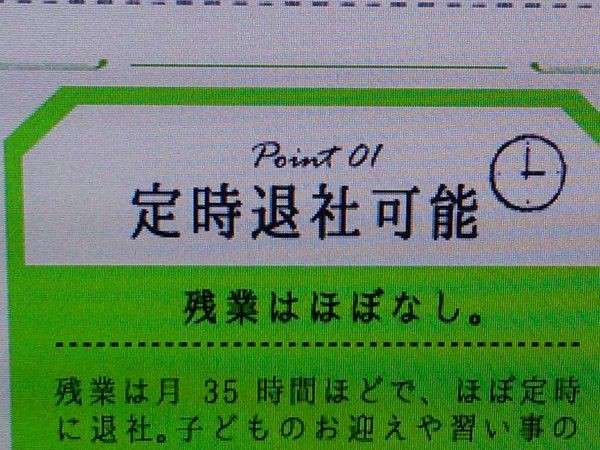 Point 01
定時退社可能
残業はほぼなし。
残業は月 35 時間ほどで、ほぼ定時
に退社。子どものお迎えや習い事の